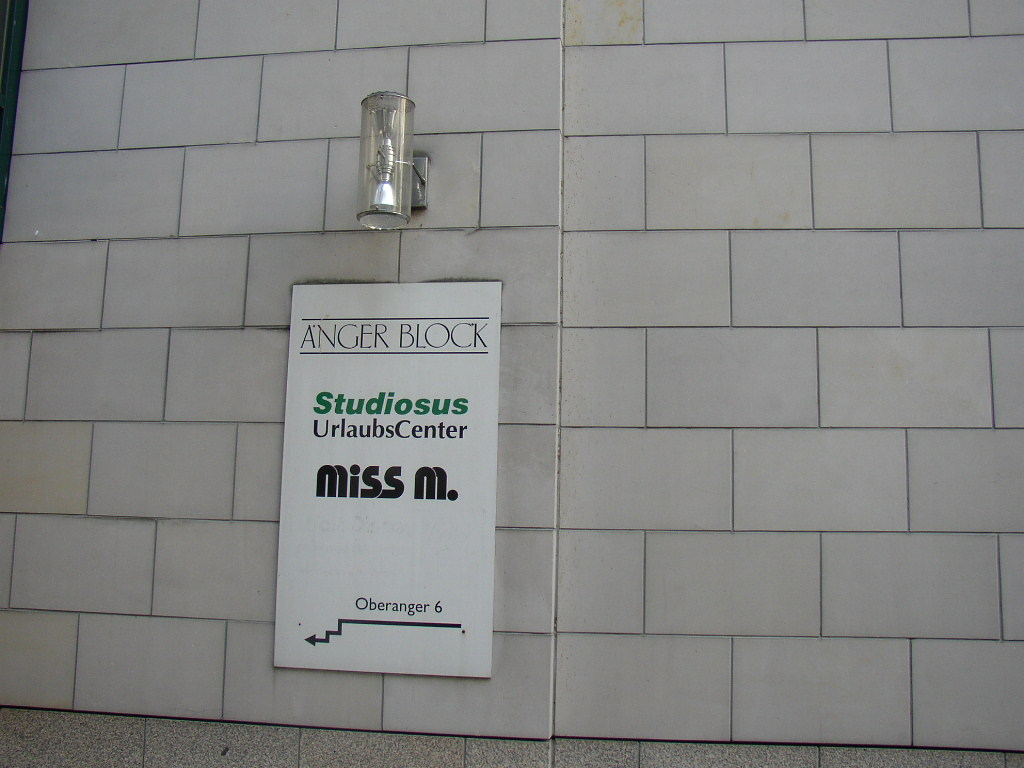 ANGER BLOCK
Studiosus
UrlaubsCenter
miss m.
Oberanger 6